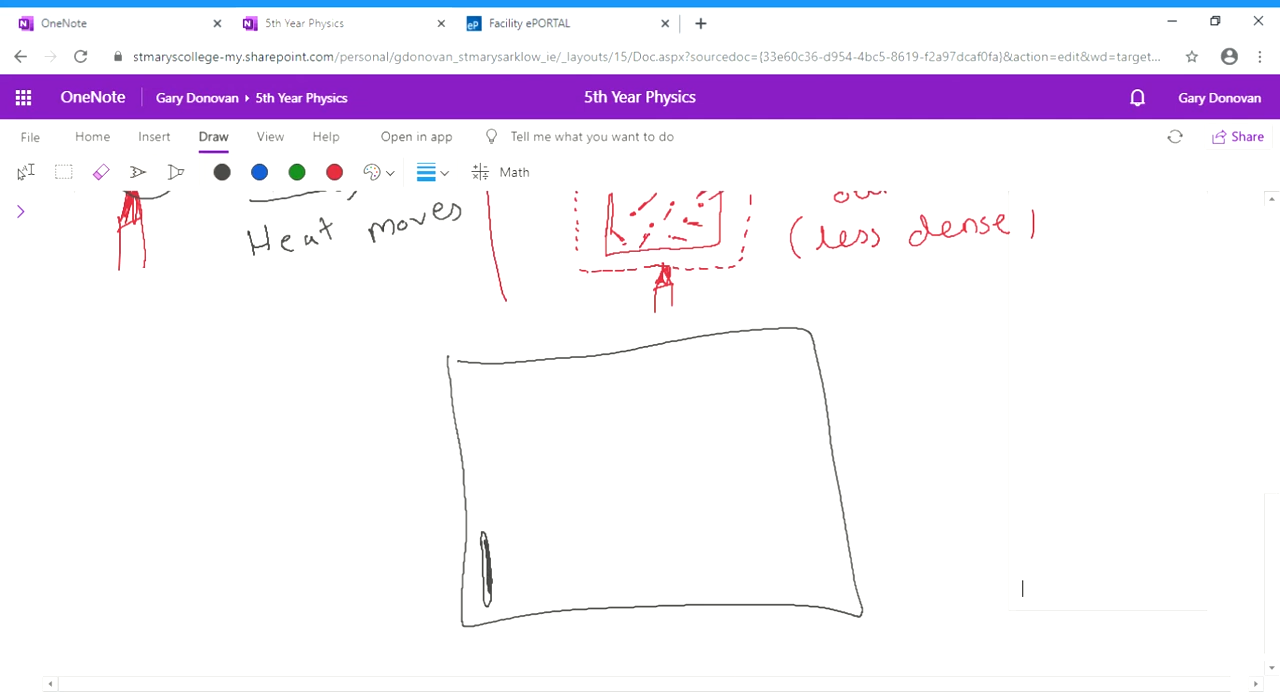 OneNote
5th Year Physics
eP Facility ePORTAL
stmaryscollege-my.sharepoint.com/personal/gdonovan_stmarysarklow_ie/_layouts/15/Doc.aspx?sourcedoc={33e60c36-d954-4bc5-8619-f2a97dcaf0fa}&action=edit&wd=target...
OneNote Gary Donovan › 5th Year Physics 5th Year Physics Gary Donovan
File Home Insert Draw View Help Open in app Tell me what you want to do Share
Math
Heat moves
(less dense)